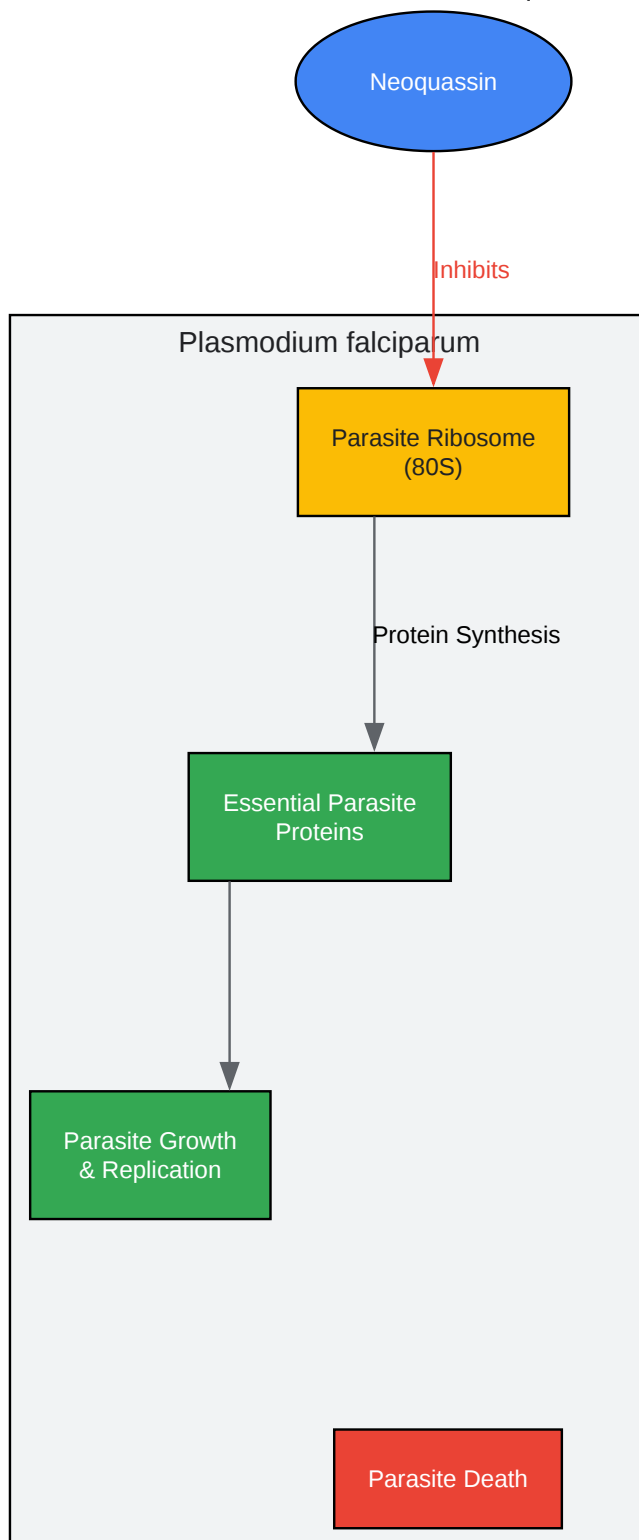 Neoquassin
Inhibits
Plasmodium falciparum
Parasite Ribosome
(80S)
Protein Synthesis
Essential Parasite
Proteins
Parasite Growth
& Replication
Parasite Death